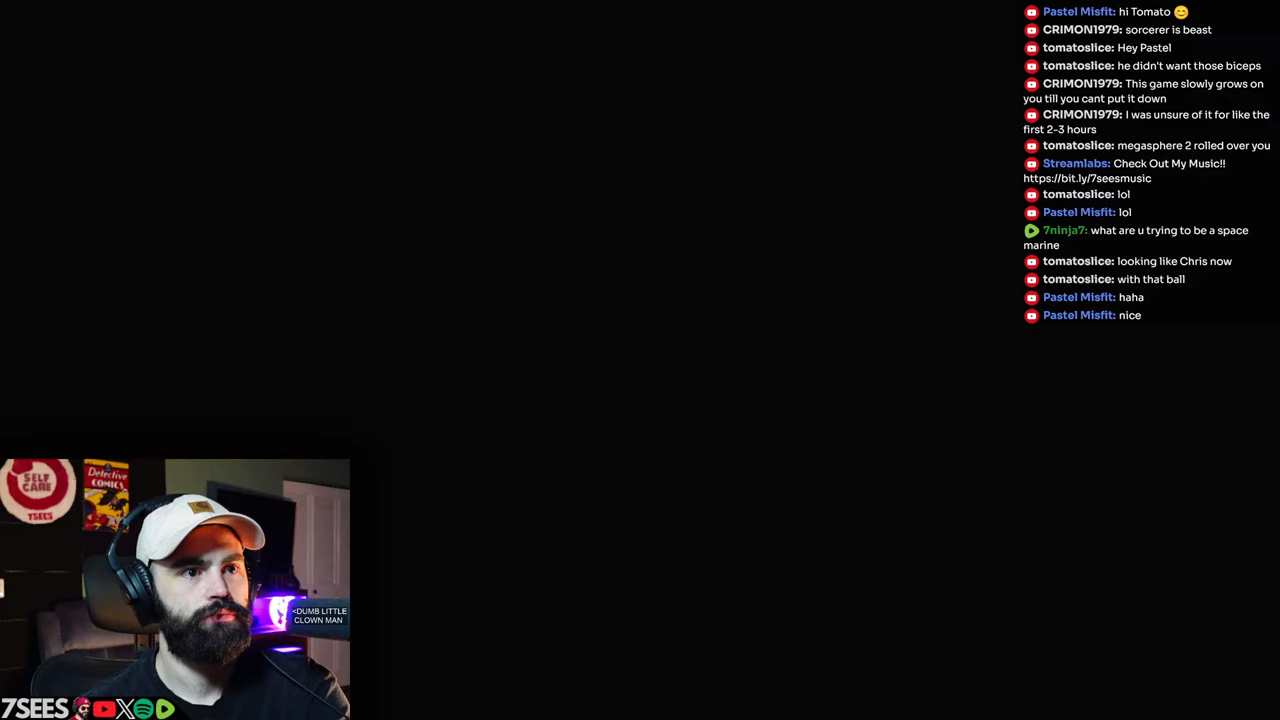 Pastel Misfit: hi Tomato 😊
CRIMON1979: sorcerer is beast
tomatoslice: Hey Pastel
tomatoslice: he didn't want those biceps
CRIMON1979: This game slowly grows on
you till you cant put it down
CRIMON1979: I was unsure of it for like the
first 2-3 hours
tomatoslice: megasphere 2 rolled over you
Streamlabs: Check Out My Music!!
https://bit.ly/7seesmusic
tomatoslice: lol
Pastel Misfit: lol
7ninja7: what are u trying to be a space
marine
tomatoslice: looking like Chris now
tomatoslice: with that ball
Pastel Misfit: haha
Pastel Misfit: nice
SELF
CARE
7SEES
Detective
COMICS
<DUMB LITTLE
CLOWN MAN
7SEES